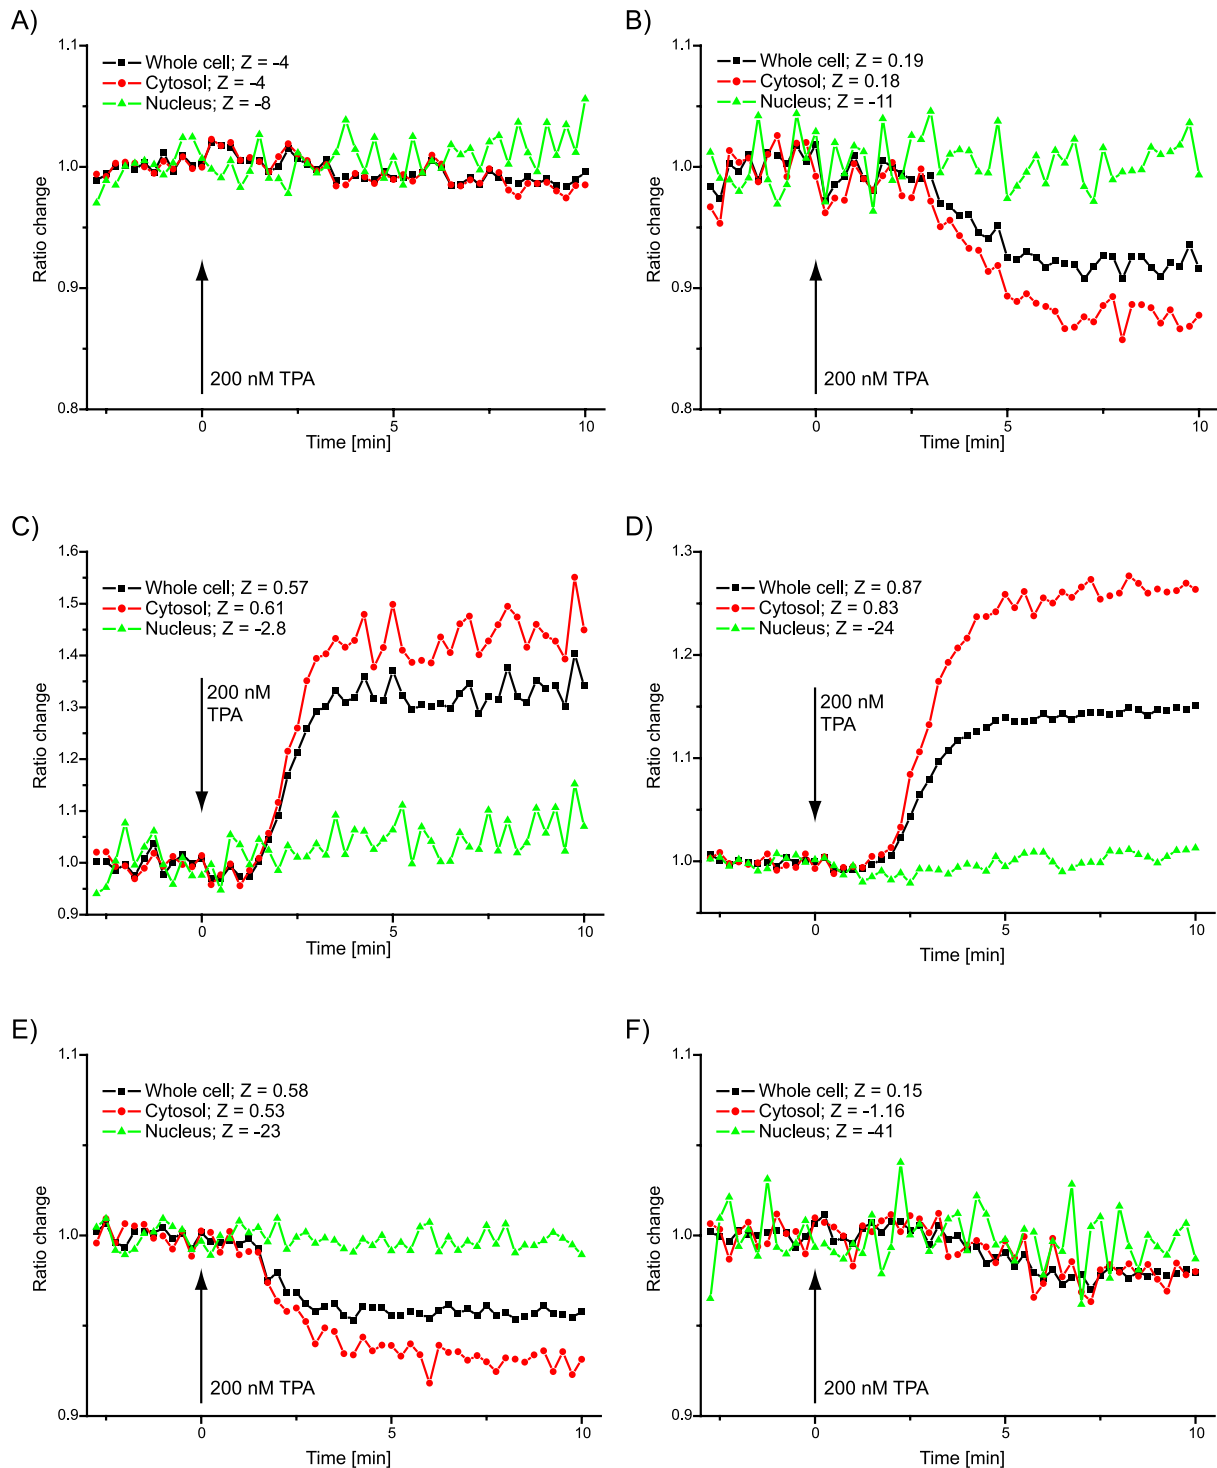 A)
1.1
Whole cell; Z = -4
Cytosol; Z = -4
Nucleus; Z = -8
1.0
Ratio change
0.9
200 nM TPA
0.8
0
5
10
Time [min]
B)
1.1
Whole cell; Z = 0.19
Cytosol; Z = 0.18
Nucleus; Z = -11
1.0
Ratio change
0.9
200 nM TPA
0.8
0
5
10
Time [min]
C)
1.6
Whole cell; Z = 0.57
Cytosol; Z = 0.61
Nucleus; Z = -2.8
1.5
1.4
1.3
200 nM
TPA
Ratio change
1.2
1.1
1.0
0.9
0
5
10
Time [min]
D)
1.3
Whole cell; Z = 0.87
Cytosol; Z = 0.83
Nucleus; Z = -24
1.2
200 nM
TPA
Ratio change
1.1
1.0
0
5
10
Time [min]
E)
1.1
Whole cell; Z = 0.58
Cytosol; Z = 0.53
Nucleus; Z = -23
Ratio change
1.0
200 nM TPA
0.9
0
5
10
Time [min]
F)
1.1
Whole cell; Z = 0.15
Cytosol; Z = -1.16
Nucleus; Z = -41
Ratio change
1.0
200 nM TPA
0.9
0
5
10
Time [min]